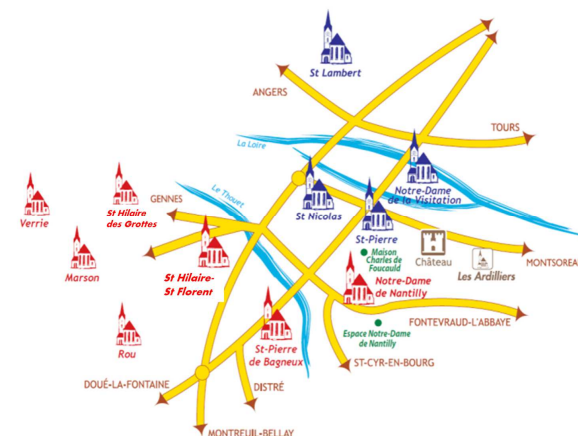 St Lambert
ANGERS
TOURS
La Loire
Notre-Dame
de la Visitation
Le Thouet
GENNES
St Hilaire
des Grottes
Verrie
St Nicolas
St-Pierre
Maison
Charles de
Foucauld
Château
Les Ardilliers
MONTSOREA
Marson
St Hilaire-
St Florent
Notre-Dame
de Nantilly
FONTEVRAUD-L'ABBAYE
Espace Notre-Dame
de Nantilly
Rou
St-Pierre
de Bagneux
ST-CYR-EN-BOURG
DOUÉ-LA-FONTAINE
DISTRÉ
MONTREUIL-BELLAY